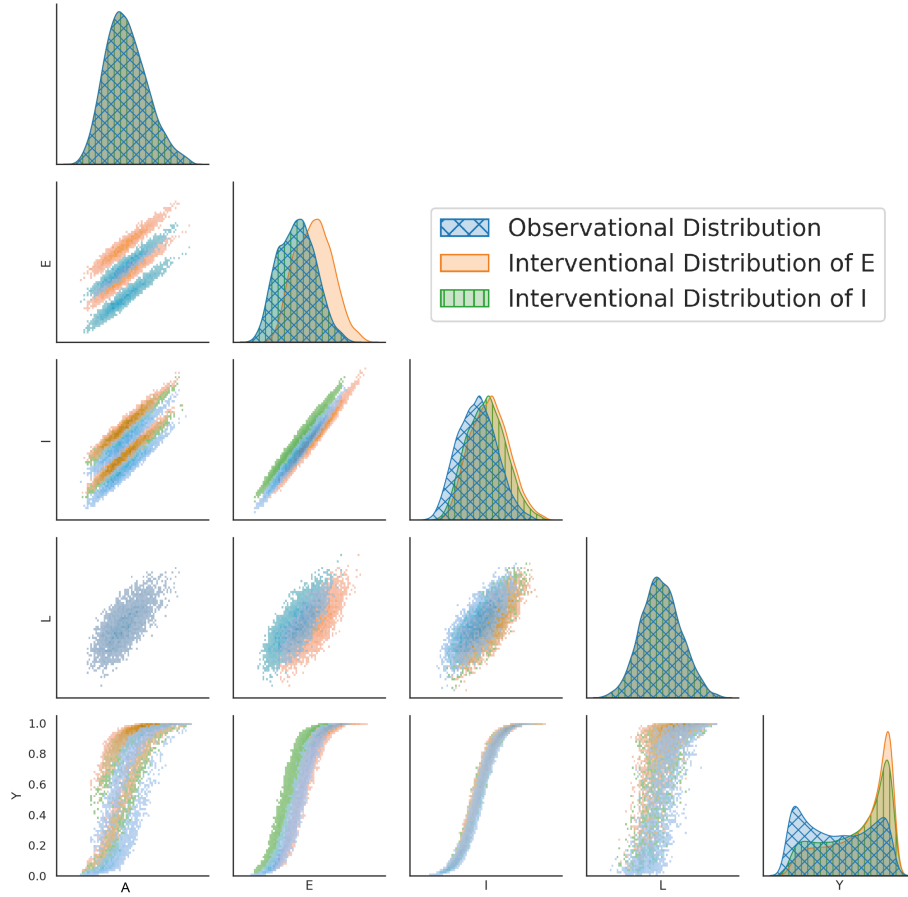 E
Observational Distribution
Interventional Distribution of E
Interventional Distribution of I
I
L
1.0
0.8
0.6
0.4
0.2
0.0
Y
A
E
I
L
Y